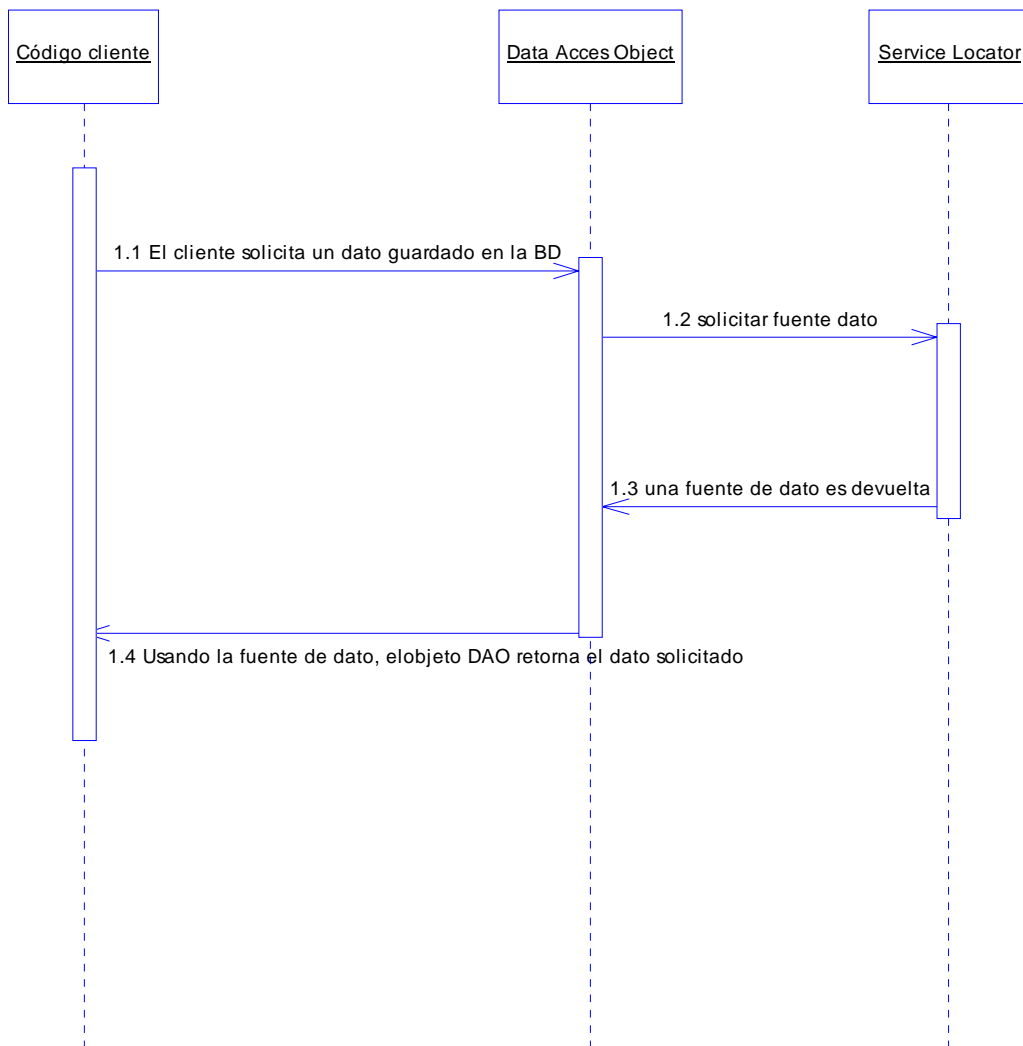 Código cliente
Data Acces Object
Service Locator
1.1 El cliente solicita un dato guardado en la BD
1.2 solicitar fuente dato
1.3 una fuente de dato es devuelta
1.4 Usando la fuente de dato, elobjeto DAO retorna el dato solicitado